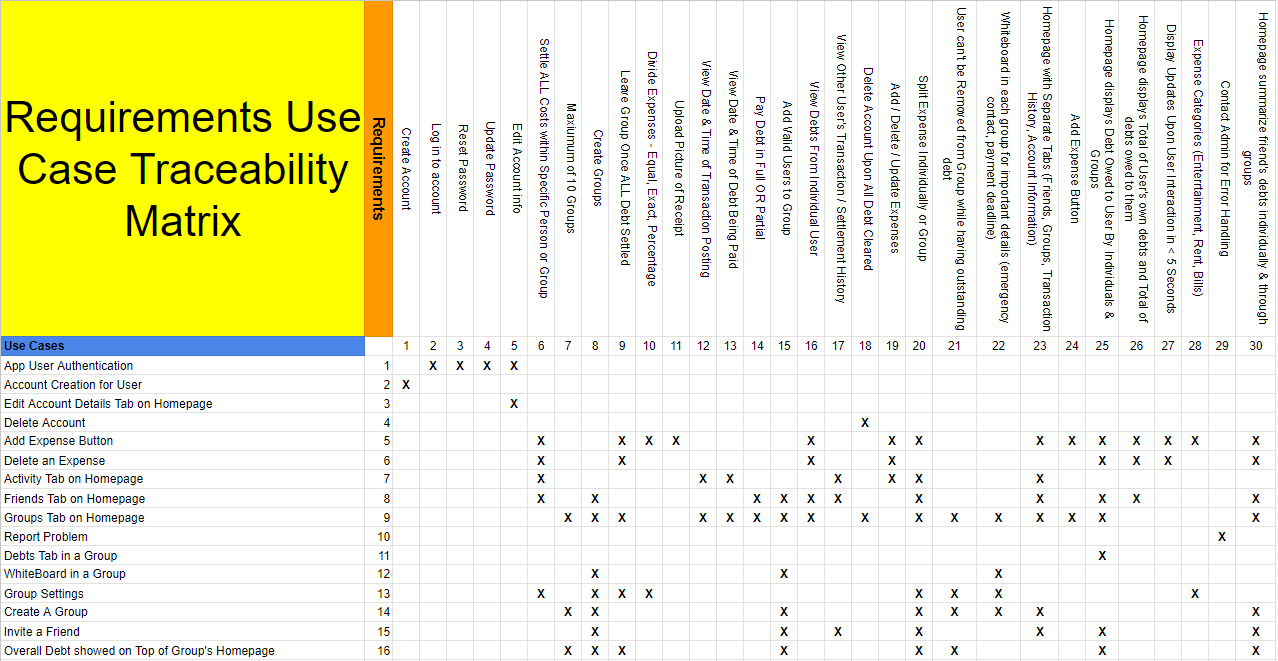 Requirements Use
Case Traceability
Matrix
Requirements
Create Account
Log in to account
Reset Password
Update Password
Edit Account info
Settle ALL Costs within Specific Person or Group
Maxiumum of 10 Groups
Create Groups
Leave Group Once ALL Debt Settled
Divide Expenses - Equal, Exact, Percentage
Upload Picture of Receipt
View Date & Time of Transaction Posting
View Date & Time of Debt Being Paid
Pay Debt in Full OR Partial
Add Valid Users to Group
View Debts From Individual User
View Other User's Transaction / Settlement History
Delete Account Upon All Debt Cleared
Add / Delete / Update Expenses
Split Expense Individually or Group
User can't be Removed from Group while having outstanding
debt
Whiteboard in each group for important details (emergency
contact, payment deadline)
Homepage with Separate Tabs (Friends, Groups, Transaction
History, Account Information)
Add Expense Button
Homepage displays Debt Owed to User By Individuals &
Groups
Homepage displays Total of User's own debts and Total of
debts owed to them
Display Updates Upon User Interaction in < 5 Seconds
Expense Categories (Entertainment, Rent, Bills)
Contact Admin for Error Handling
Homepage summarize friend's debts individually & through
groups
Use Cases 1 2 3 4 5 6 7 8 9 10 11 12 13 14 15 16 17 18 19 20 21 22 23 24 25 26 27 28 29 30
App User Authentication 1 X X X X
Account Creation for User 2 X
Edit Account Details Tab on Homepage 3 X
Delete Account 4 X
Add Expense Button 5 X X X X X X X X X X X X X X
Delete an Expense 6 X X X X X X X X
Activity Tab on Homepage 7 X X X X X X X
Friends Tab on Homepage 8 X X X X X X X X X X X
Groups Tab on Homepage 9 X X X X X X X X X X X X X X X X
Report Problem 10 X
Debts Tab in a Group 11 X
WhiteBoard in a Group 12 X X X
Group Settings 13 X X X X X X X X
Create A Group 14 X X X X X X X X
Invite a Friend 15 X X X X X X X
Overall Debt showed on Top of Group's Homepage 16 X X X X X X X X